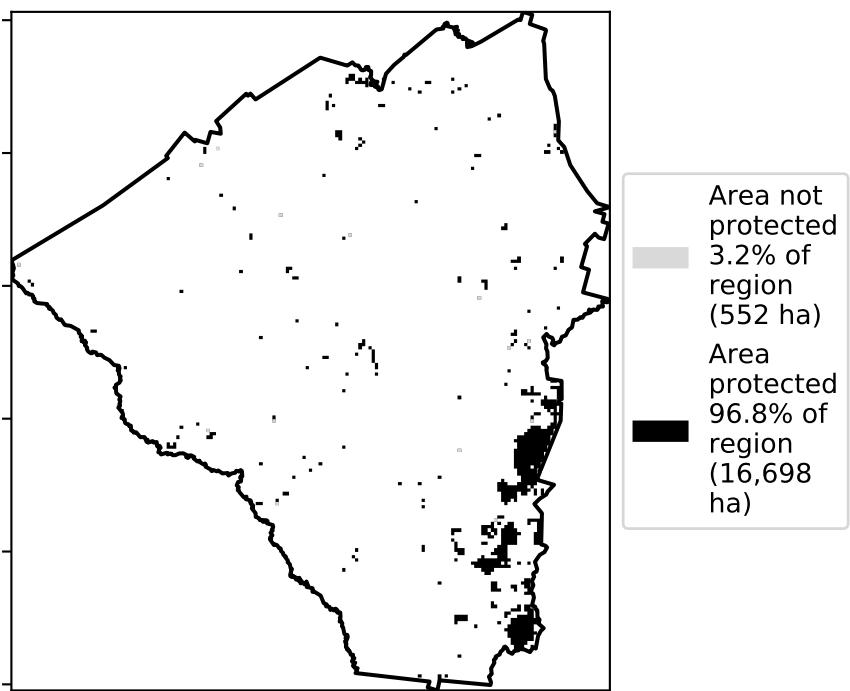 Area not
protected
3.2% of
region
(552 ha)
Area
protected
96.8% of
region
(16,698
ha)